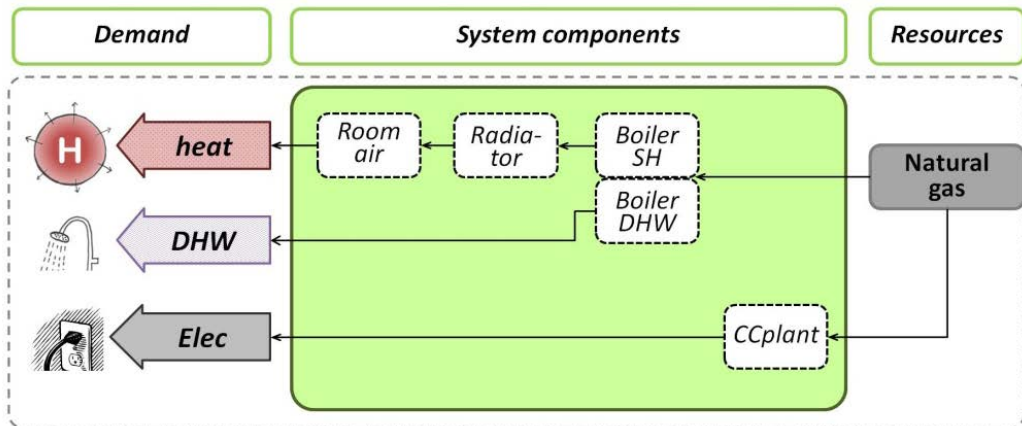 Demand
System components
Resources
H
heat
Room
air
Radia-
tor
Boiler
SH
Natural
gas
Boiler
DHW
DHW
Elec
CCplant